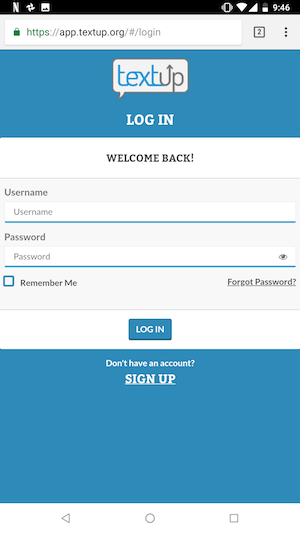 9:46
https://app.textup.org/#/login
2
textup
LOG IN
WELCOME BACK!
Username
Username
Password
Password
Remember Me
Forgot Password?
LOG IN
Don't have an account?
SIGN UP